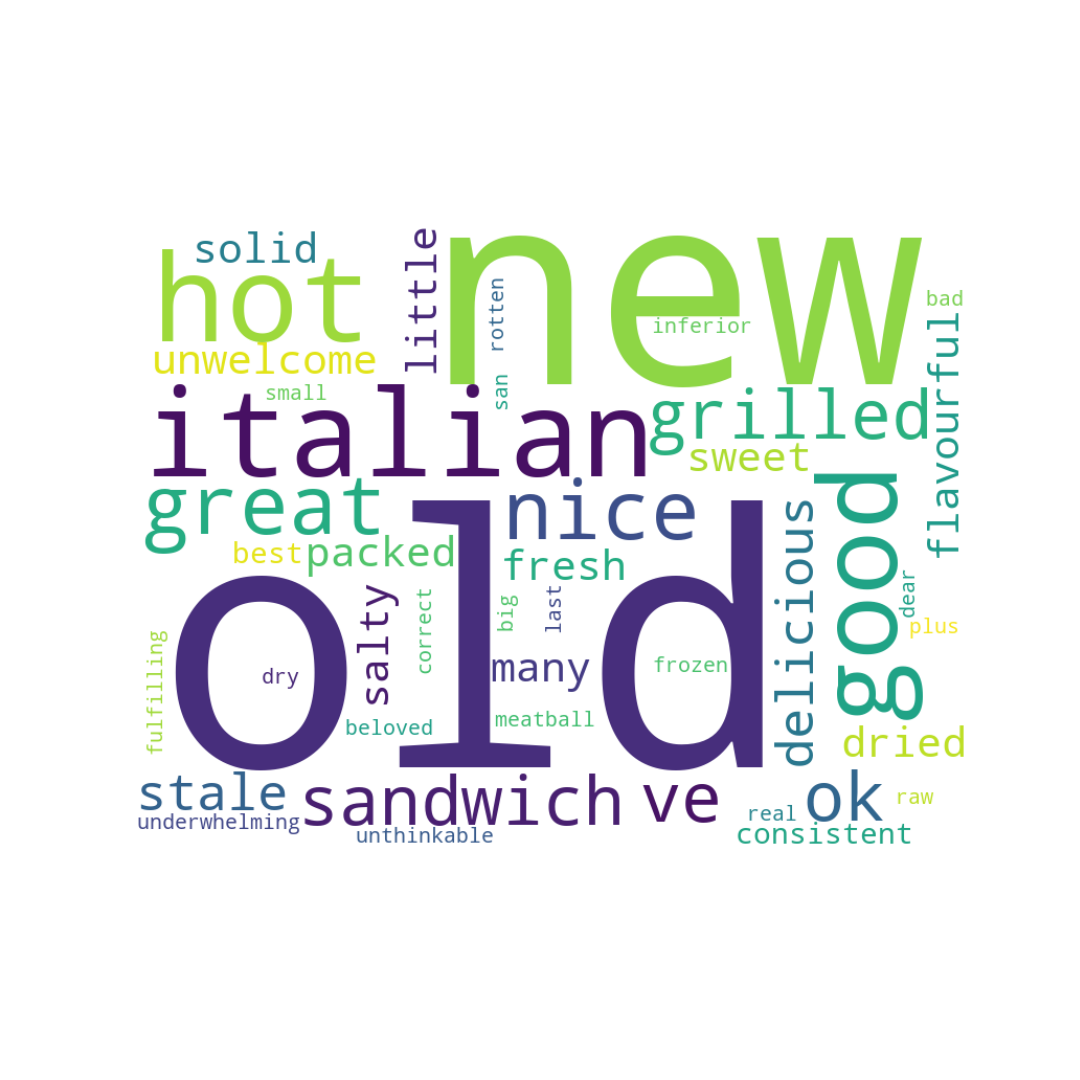 solid
little
new
hot
rotten
bad
inferior
unwelcome
flavourful
small
san
italian
grilled
sweet
great
nice
good
delicious
best
packed
fresh
old
salty
correct
big
last
dear
plus
fulfilling
dry
many
frozen
beloved
meatball
dried
stale
sandwich
ve
ok
raw
underwhelming
real
unthinkable
consistent